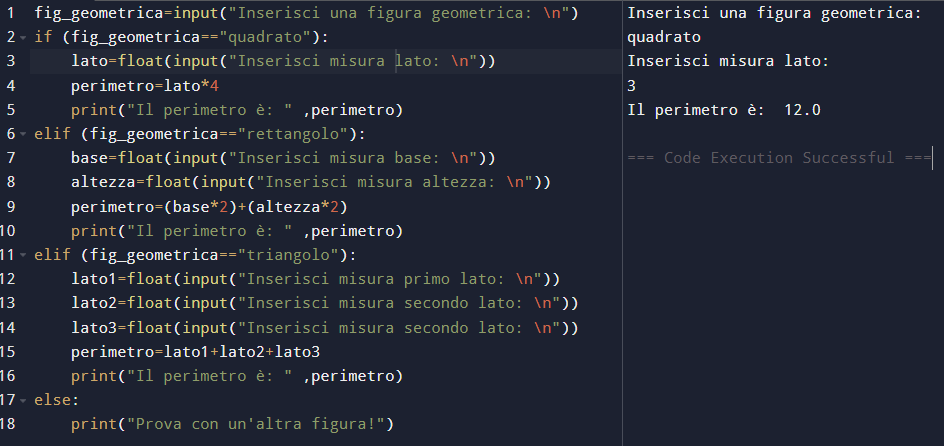 1 fig_geometrica=input("Inserisci una figura geometrica: \n")
2 if (fig_geometrica=="quadrato"):
3     lato=float(input("Inserisci misura lato: \n"))
4     perimetro=lato*4
5     print("Il perimetro è: " ,perimetro)
6 elif (fig_geometrica=="rettangolo"):
7     base=float(input("Inserisci misura base: \n"))
8     altezza=float(input("Inserisci misura altezza: \n"))
9     perimetro=(base*2)+(altezza*2)
10     print("Il perimetro è: " ,perimetro)
11 elif (fig_geometrica=="triangolo"):
12     lato1=float(input("Inserisci misura primo lato: \n"))
13     lato2=float(input("Inserisci misura secondo lato: \n"))
14     lato3=float(input("Inserisci misura secondo lato: \n"))
15     perimetro=lato1+lato2+lato3
16     print("Il perimetro è: " ,perimetro)
17 else:
18     print("Prova con un'altra figura!")
Inserisci una figura geometrica:
quadrato
Inserisci misura lato:
3
Il perimetro è:  12.0
=== Code Execution Successful ===